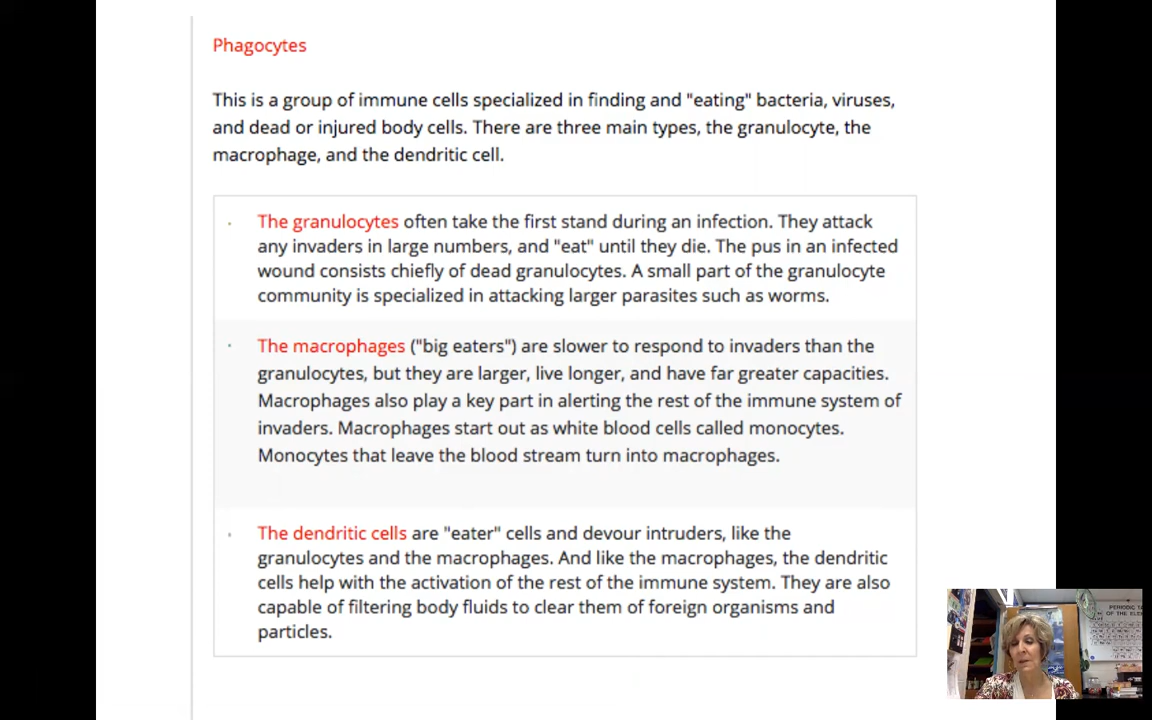 Phagocytes
This is a group of immune cells specialized in finding and "eating" bacteria, viruses,
and dead or injured body cells. There are three main types, the granulocyte, the
macrophage, and the dendritic cell.
· The granulocytes often take the first stand during an infection. They attack
any invaders in large numbers, and "eat" until they die. The pus in an infected
wound consists chiefly of dead granulocytes. A small part of the granulocyte
community is specialized in attacking larger parasites such as worms.
· The macrophages ("big eaters") are slower to respond to invaders than the
granulocytes, but they are larger, live longer, and have far greater capacities.
Macrophages also play a key part in alerting the rest of the immune system of
invaders. Macrophages start out as white blood cells called monocytes.
Monocytes that leave the blood stream turn into macrophages.
· The dendritic cells are "eater" cells and devour intruders, like the
granulocytes and the macrophages. And like the macrophages, the dendritic
cells help with the activation of the rest of the immune system. They are also
capable of filtering body fluids to clear them of foreign organisms and
particles.
PERIODIC
OF THE